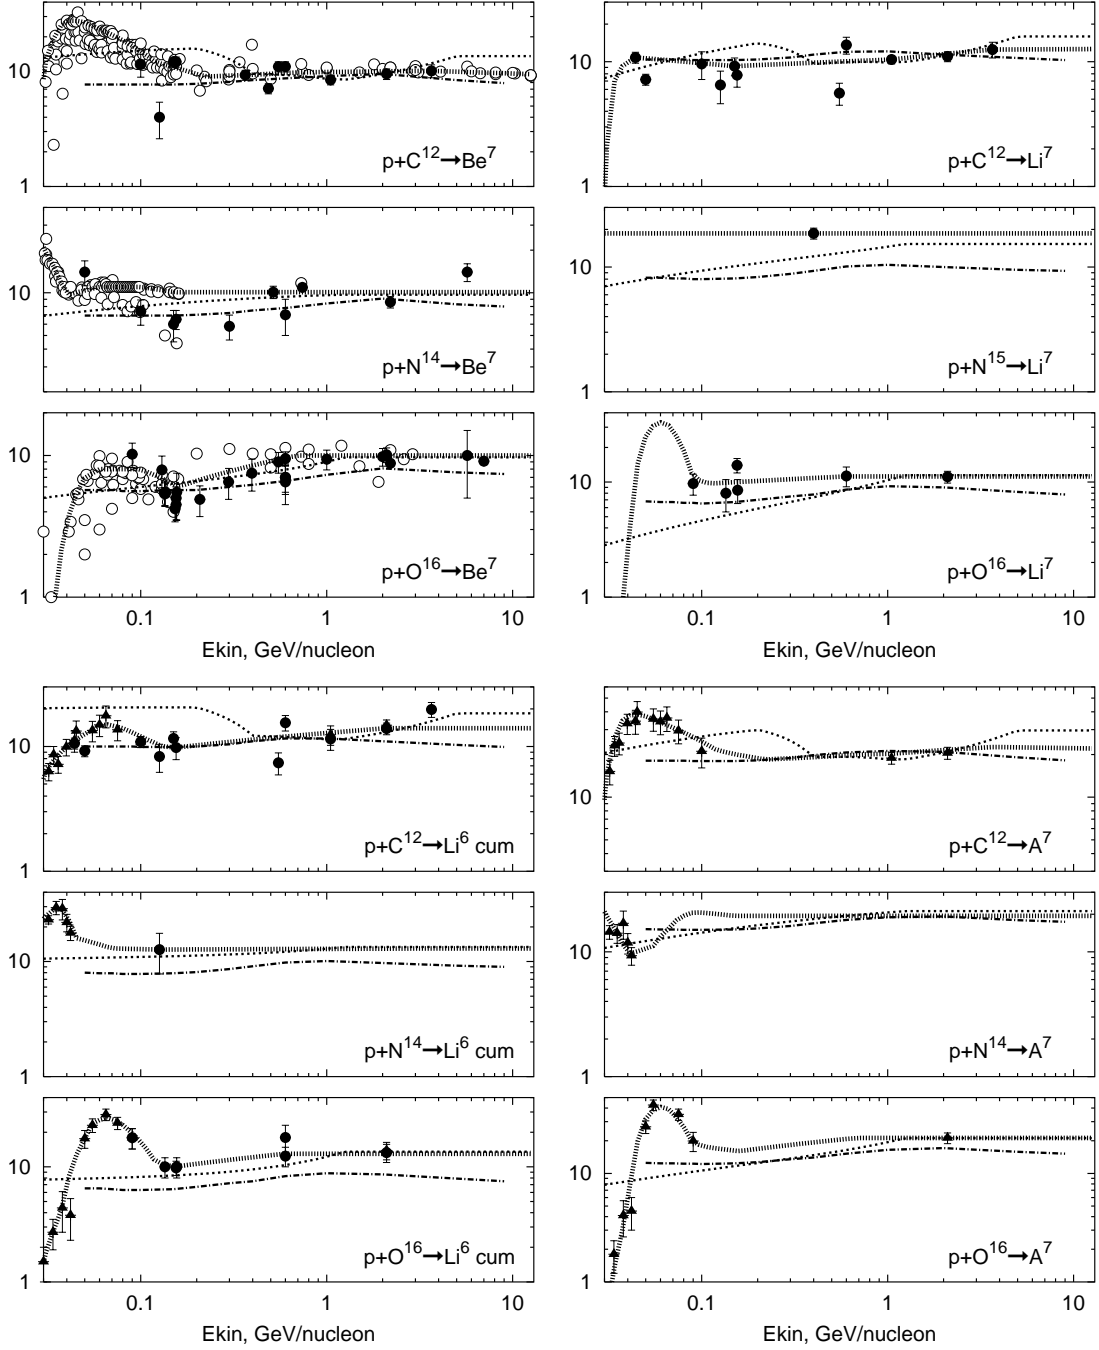 10
1
p+C12→Be7
10
1
p+C12→Li7
10
p+N14→Be7
10
1
p+N15→Li7
10
1
p+O16→Be7
0.1 1 10
Ekin, GeV/nucleon
10
1
p+O16→Li7
0.1 1 10
Ekin, GeV/nucleon
10
1
p+C12→Li6 cum
10
p+C12→A7
10
1
p+N14→Li6 cum
10
1
p+N14→A7
10
1
p+O16→Li6 cum
0.1 1 10
Ekin, GeV/nucleon
10
1
p+O16→A7
0.1 1 10
Ekin, GeV/nucleon